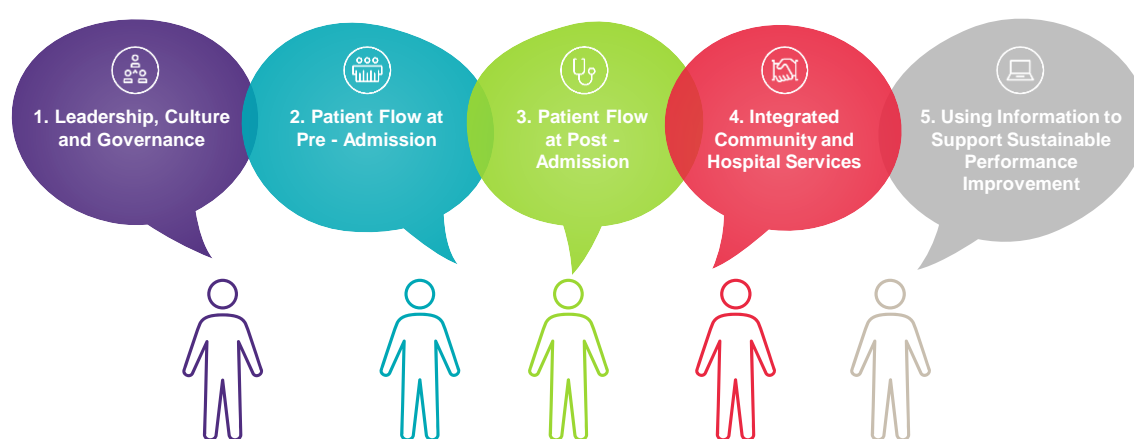 1. Leadership, Culture
and Governance
2. Patient Flow at
Pre - Admission
3. Patient Flow
at Post -
Admission
4. Integrated
Community and
Hospital Services
5. Using Information to
Support Sustainable
Performance
Improvement